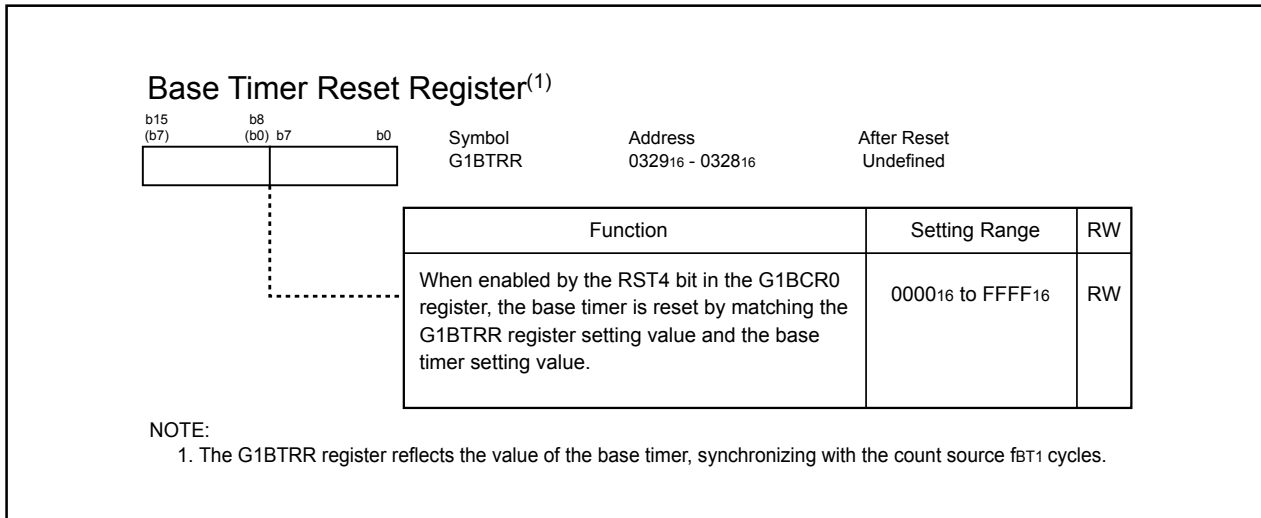 Base Timer Reset Register(1)
b15 b8
(b7) (b0) b7 b0
Symbol Address After Reset
G1BTRR 032916 - 032816 Undefined
Function Setting Range RW
When enabled by the RST4 bit in the G1BCR0
register, the base timer is reset by matching the
G1BTRR register setting value and the base
timer setting value.
000016 to FFFF16 RW
NOTE:
1. The G1BTRR register reflects the value of the base timer, synchronizing with the count source fBT1 cycles.